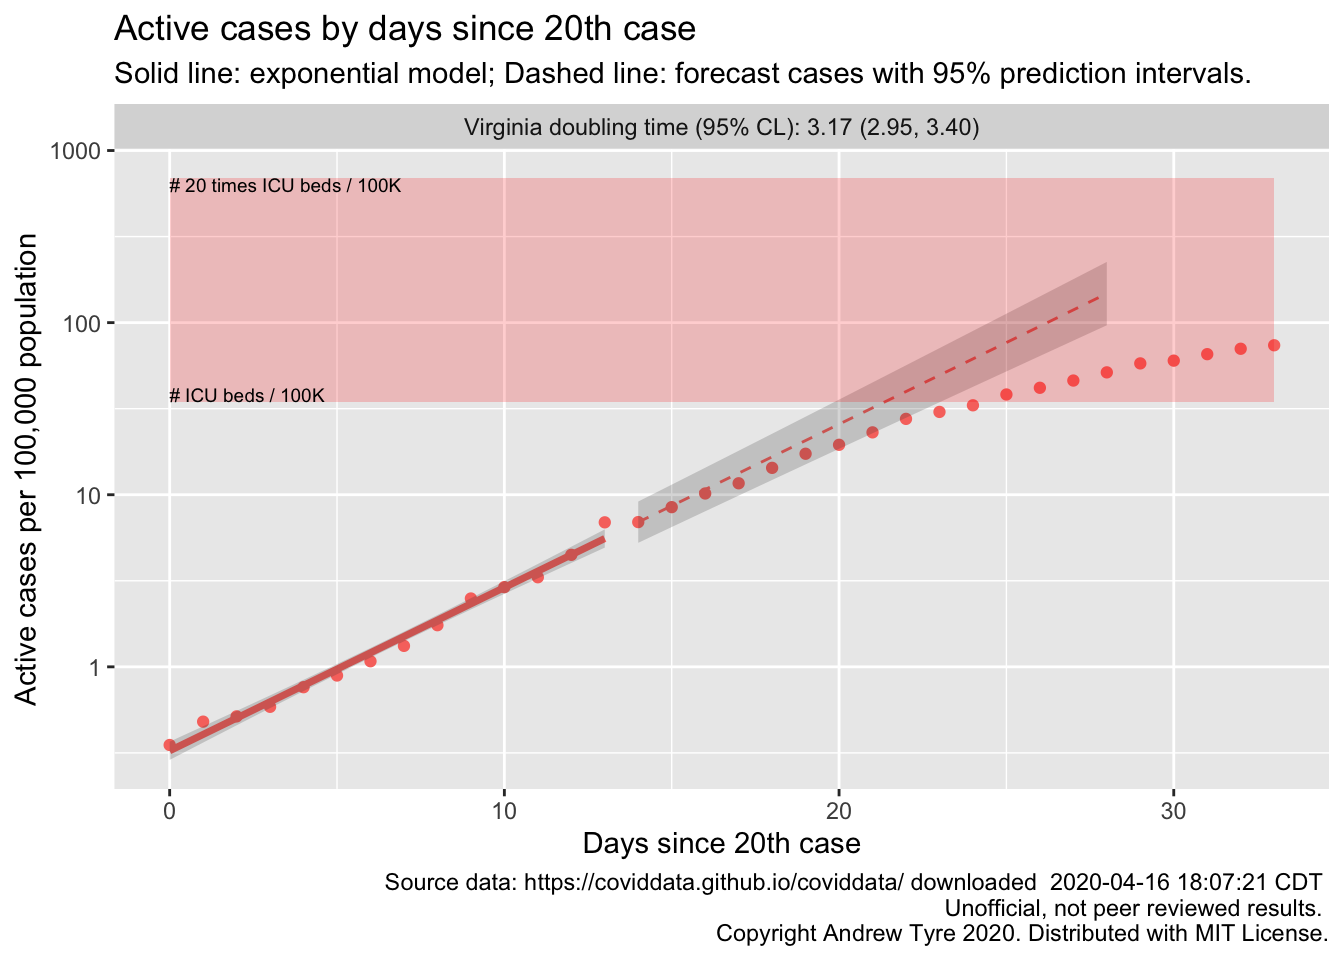 Active cases by days since 20th case
Solid line: exponential model; Dashed line: forecast cases with 95% prediction intervals.
Virginia doubling time (95% CL): 3.17 (2.95, 3.40)
1000
# 20 times ICU beds / 100K
100
# ICU beds / 100K
10
1
Active cases per 100,000 population
0
10
20
30
Days since 20th case
Source data: https://coviddata.github.io/coviddata/ downloaded  2020-04-16 18:07:21 CDT
Unofficial, not peer reviewed results.
Copyright Andrew Tyre 2020. Distributed with MIT License.